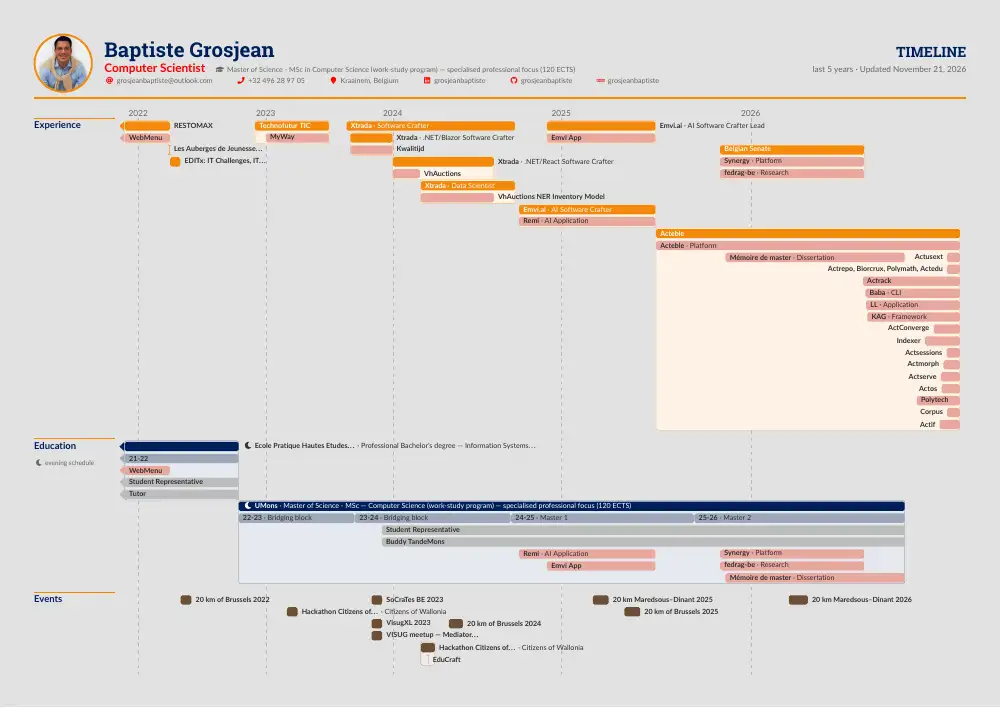 Baptiste Grosjean
TIMELINE
Computer Scientist Master of Science · MSc in Computer Science (work-study program) — specialised professional focus (120 ECTS)
last 5 years · Updated November 21, 2026
grosjeanbaptiste@outlook.com +32 496 28 97 05 Kraainem, Belgium grosjeanbaptiste grosjeanbaptiste grosjeanbaptiste
2022 2023 2024 2025 2026
Experience
RESTOMAX Technofutur TIC Xtrada · Software Crafter Emvi.ai · AI Software Crafter Lead
WebMenu MyWay Xtrada · .NET/Blazor Software Crafter Emvi App
Les Auberges de Jeunesse... Kwalitijd Belgian Senate
EDITx: IT Challenges, IT... Xtrada · .NET/React Software Crafter Synergy · Platform
VhAuctions fedrag-be · Research
Xtrada · Data Scientist
VhAuctions NER Inventory Model
Emvi.ai · AI Software Crafter
Remi · AI Application
Acteble
Acteble · Platform
Mémoire de master · Dissertation Actusext
Actrepo, Biorcrux, Polymath, Actedu
Actrack
Baba · CLI
LL · Application
KAG · Framework
ActConverge
Indexer
Actsessions
Actmorph
Actserve
Actos
Polytech
Corpus
Actif
Education
Ecole Pratique Hautes Etudes... · Professional Bachelor's degree — Information Systems...
evening schedule
21-22
WebMenu
Student Representative
Tutor
UMons · Master of Science · MSc — Computer Science (work-study program) — specialised professional focus (120 ECTS)
22-23 · Bridging block 23-24 · Bridging block 24-25 · Master 1 25-26 · Master 2
Student Representative
Buddy TandeMons
Remi · AI Application Synergy · Platform
Emvi App fedrag-be · Research
Mémoire de master · Dissertation
Events
20 km of Brussels 2022 SoCraTes BE 2023 20 km Maredsous–Dinant 2025 20 km Maredsous–Dinant 2026
Hackathon Citizens of... · Citizens of Wallonia 20 km of Brussels 2025
VisugXL 2023 20 km of Brussels 2024
VISUG meetup — Mediator...
Hackathon Citizens of... · Citizens of Wallonia
EduCraft